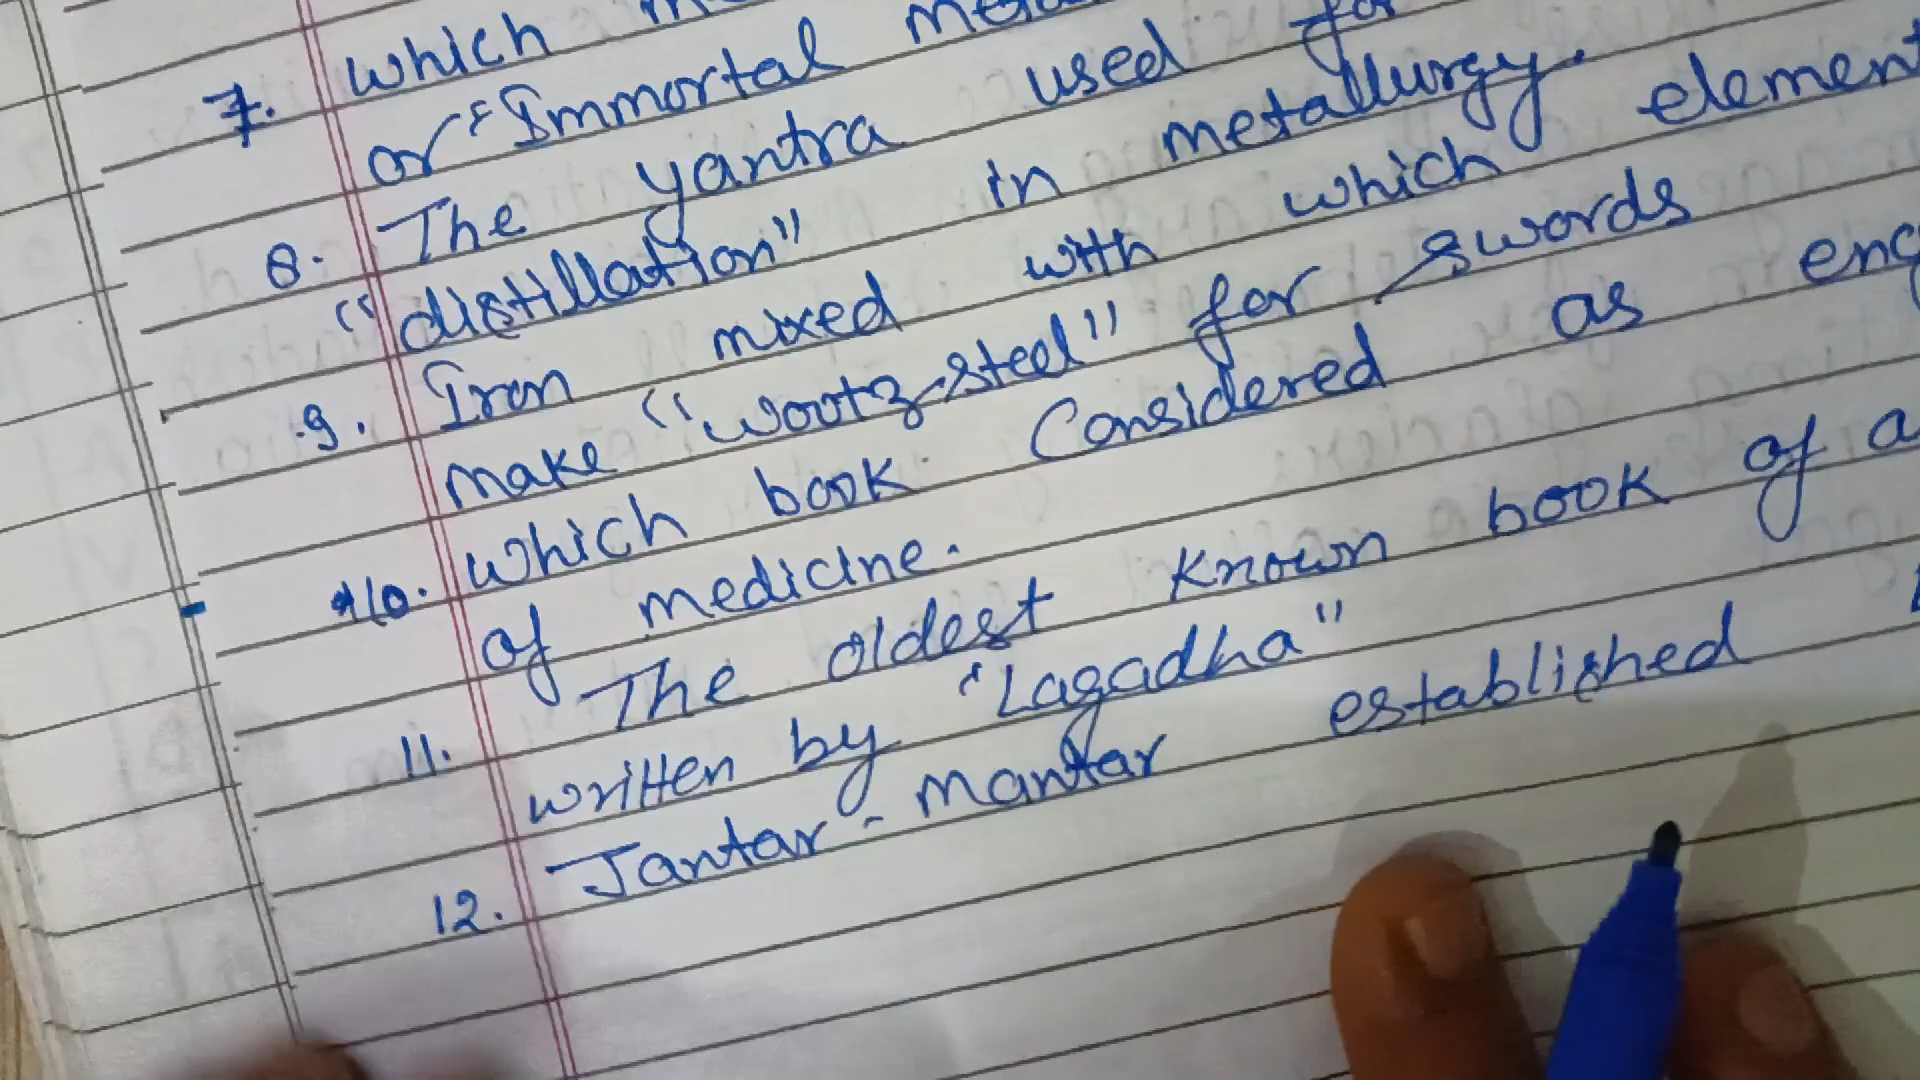 7. which
or "Immortal
8. The yantra used for
"distillation" in metallurgy.
9. Iron mixed with which element
make "wootz-steel" for swords
10. which book Considered as
of medicine.
11. The oldest known book of
written by "Lagadha"
12. Jantar-Mantar established